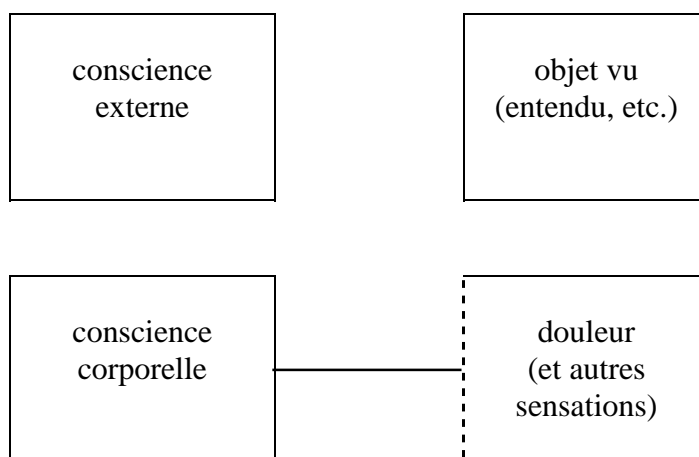 conscience
externe
objet vu
(entendu, etc.)
conscience
corporelle
douleur
(et autres
sensations)